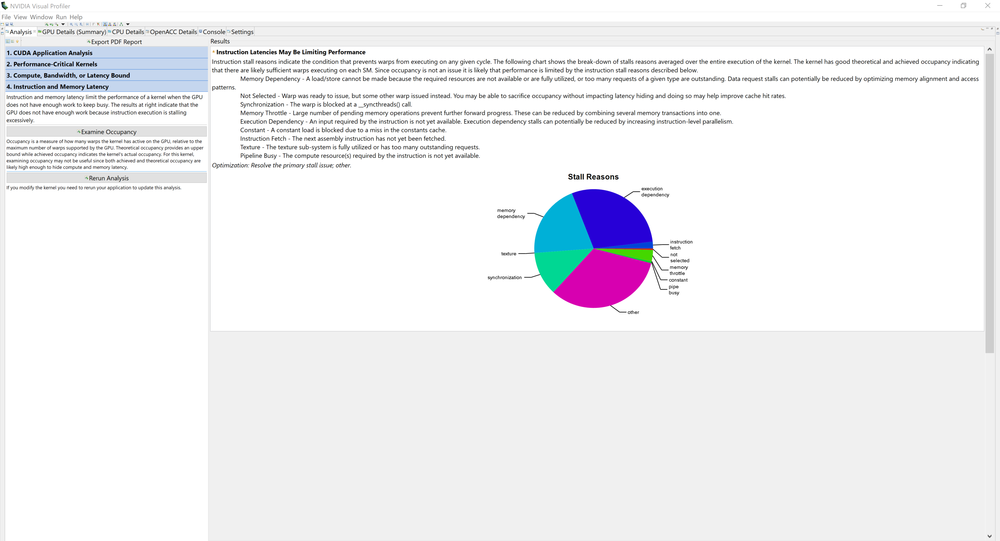 NVIDIA Visual Profiler
File View Window Run Help
Analysis GPU Details (Summary) CPU Details OpenACC Details Console Settings
Export PDF Report
1. CUDA Application Analysis
2. Performance-Critical Kernels
3. Compute, Bandwidth, or Latency Bound
4. Instruction and Memory Latency
Instruction and memory latency limit the performance of a kernel when the GPU
does not have enough work to keep busy. The results at right indicate that the
GPU does not have enough work because instruction execution is stalling
excessively.
Examine Occupancy
Occupancy is a measure of how many warps the kernel has active on the GPU, relative to the
maximum number of warps supported by the GPU. Theoretical occupancy provides an upper
bound while achieved occupancy indicates the kernel's actual occupancy. For this kernel,
examining occupancy may not be useful since both achieved and theoretical occupancy are
likely high enough to hide compute and memory latency.
Rerun Analysis
If you modify the kernel you need to rerun your application to update this analysis.
Results
Instruction Latencies May Be Limiting Performance
Instruction stall reasons indicate the condition that prevents warps from executing on any given cycle. The following chart shows the break-down of stalls reasons averaged over the entire execution of the kernel. The kernel has good theoretical and achieved occupancy indicating
that there are likely sufficient warps executing on each SM. Since occupancy is not an issue it is likely that performance is limited by the instruction stall reasons described below.
Memory Dependency - A load/store cannot be made because the required resources are not available or are fully utilized, or too many requests of a given type are outstanding. Data request stalls can potentially be reduced by optimizing memory alignment and access
patterns.
Not Selected - Warp was ready to issue, but some other warp issued instead. You may be able to sacrifice occupancy without impacting latency hiding and doing so may help improve cache hit rates.
Synchronization - The warp is blocked at a __syncthreads() call.
Memory Throttle - Large number of pending memory operations prevent further forward progress. These can be reduced by combining several memory transactions into one.
Execution Dependency - An input required by the instruction is not yet available. Execution dependency stalls can potentially be reduced by increasing instruction-level parallelism.
Constant - A constant load is blocked due to a miss in the constants cache.
Instruction Fetch - The next assembly instruction has not yet been fetched.
Texture - The texture sub-system is fully utilized or has too many outstanding requests.
Pipeline Busy - The compute resource(s) required by the instruction is not yet available.
Optimization: Resolve the primary stall issue; other.
Stall Reasons
execution
dependency
memory
dependency
instruction
fetch
texture
not
selected
memory
throttle
synchronization
constant
pipe
busy
other